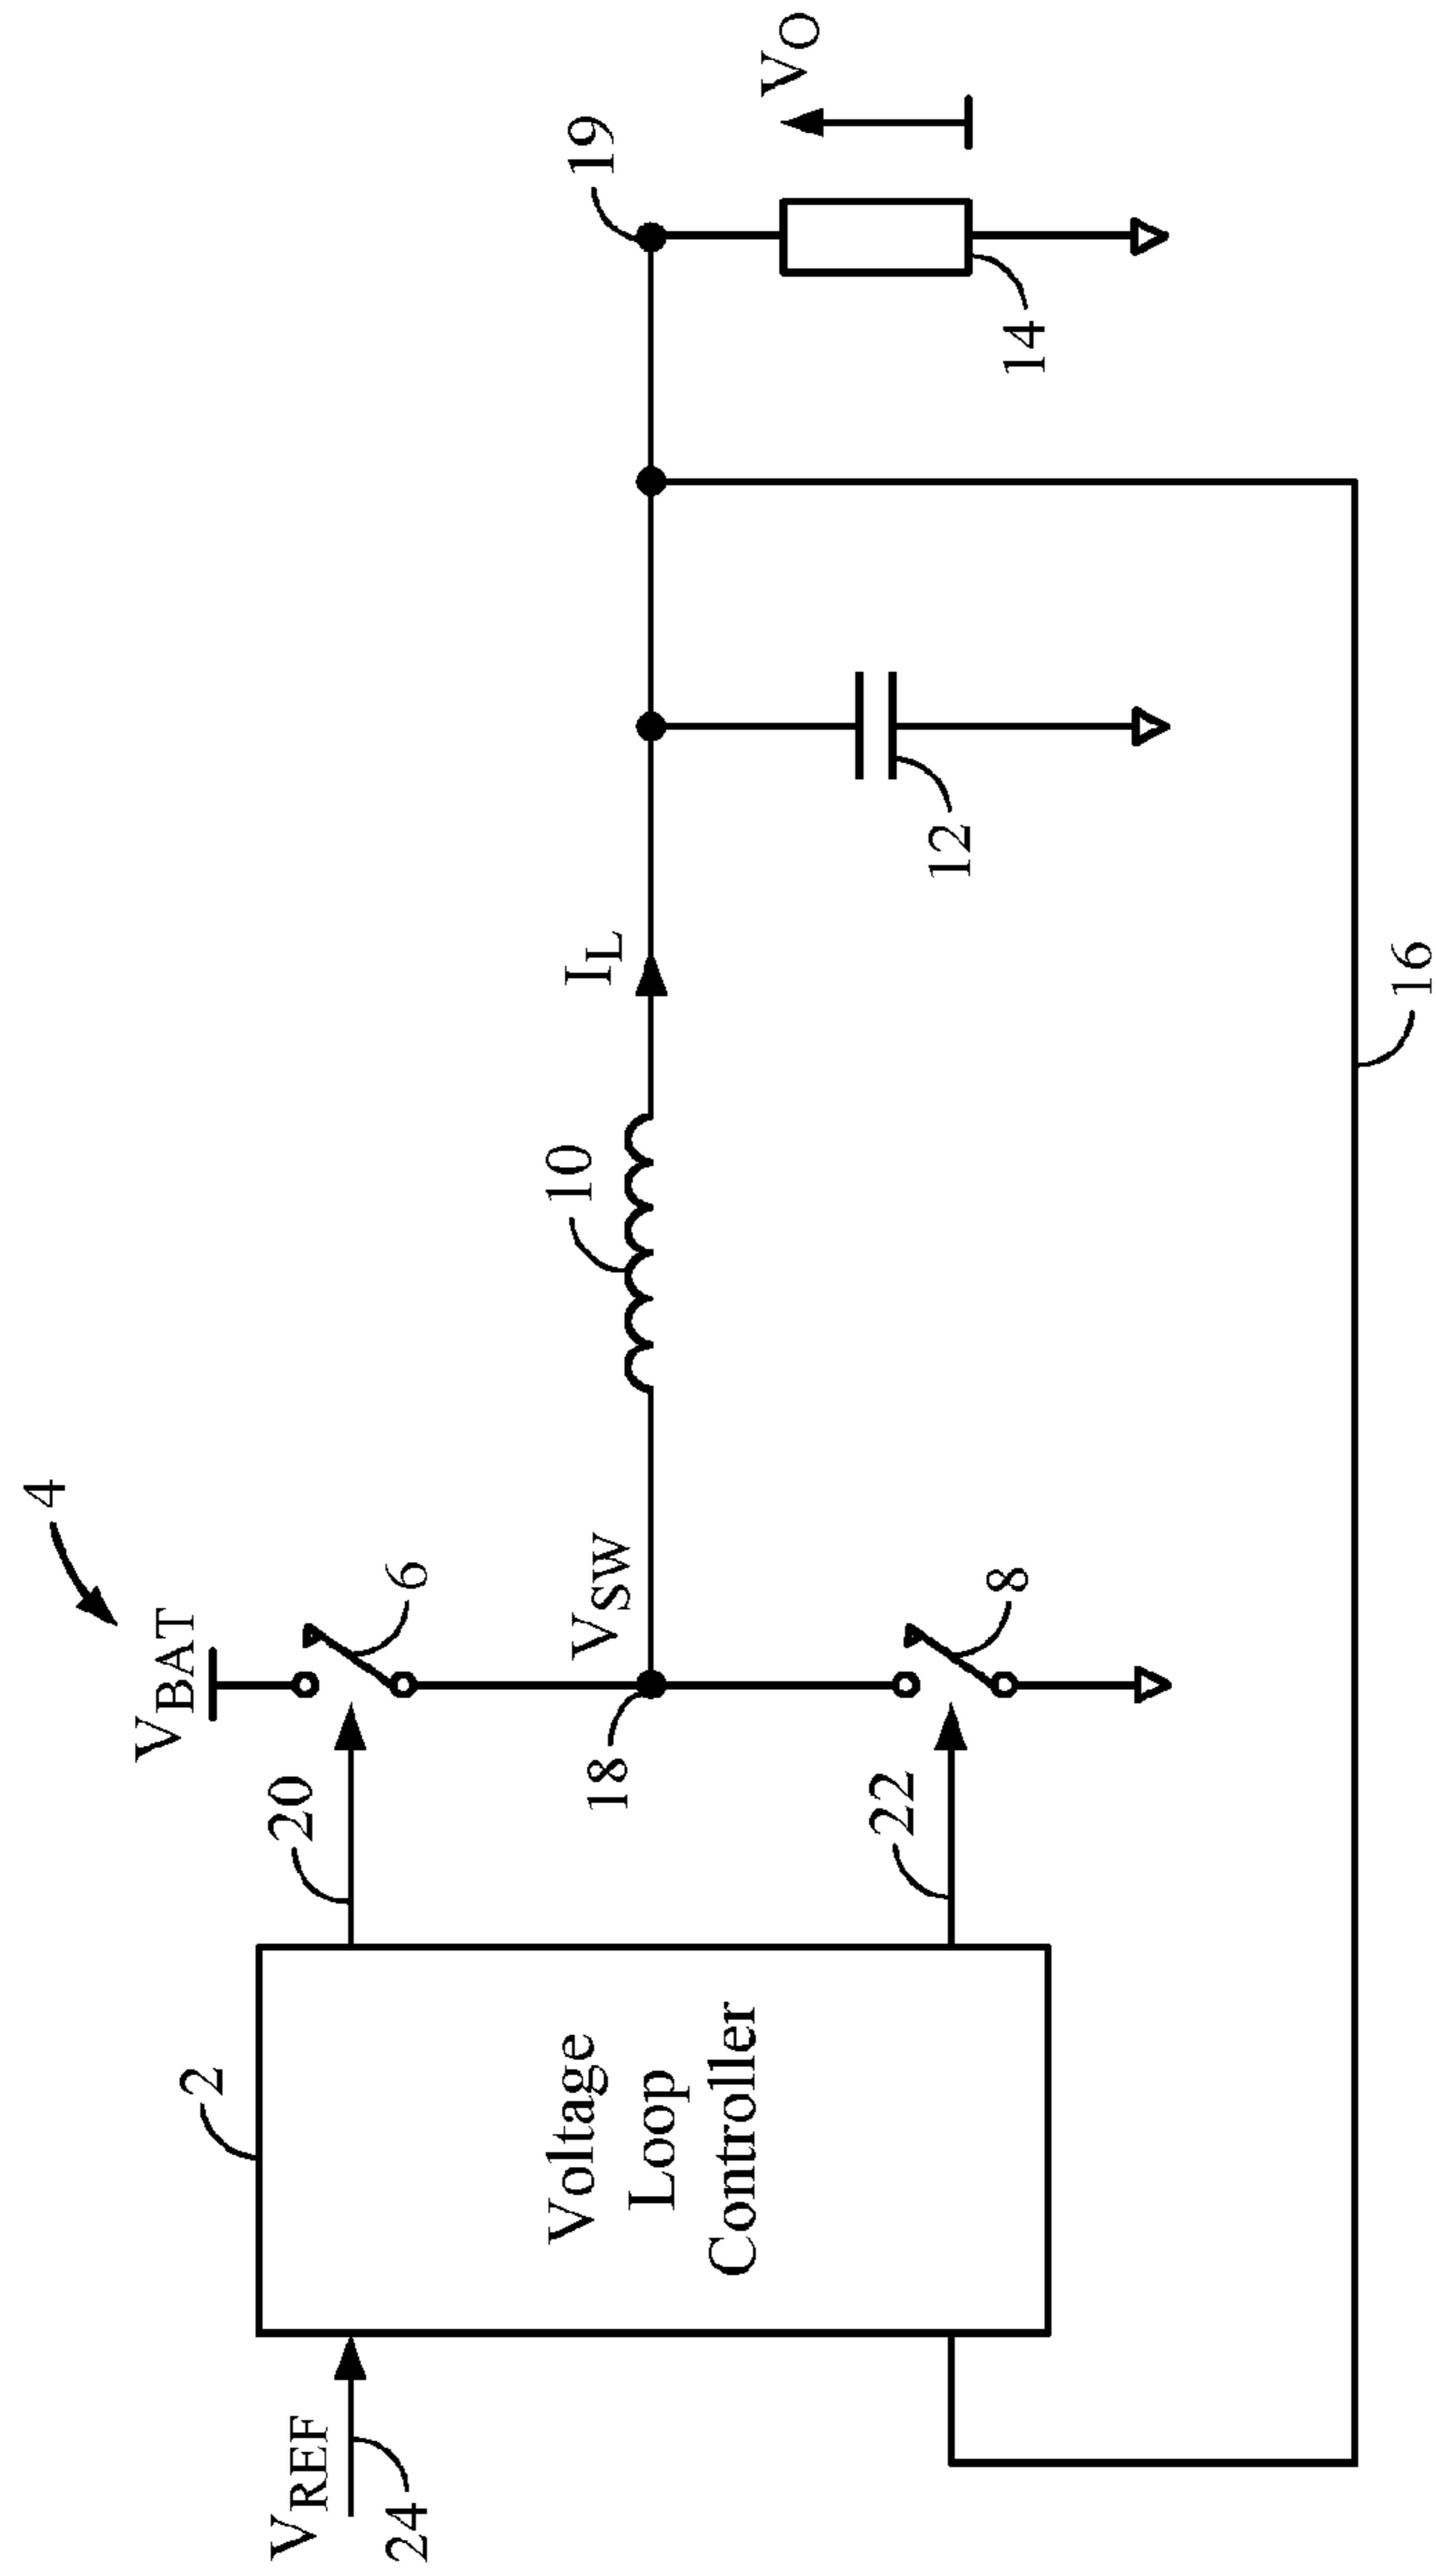 4
V_BAT
6
20
2
V_REF
24
Voltage
Loop
Controller
18
V_SW
10
I_L
19
V_O
14
12
22
8
16